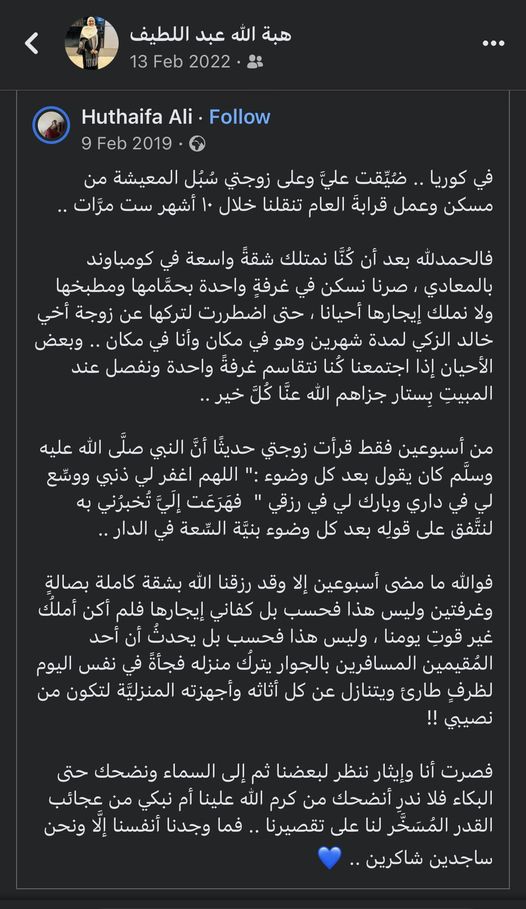 هبة الله عبد اللطيف
13 Feb 2022 ·
Huthaifa Ali · Follow
9 Feb 2019 ·
في كوريا .. ضُيِّقت عليَّ وعلى زوجتي سُبُل المعيشة من
مسكن وعمل قرابةَ العام تنقلنا خلال ١٠ أشهر ست مرَّات ..
فالحمدلله بعد أن كُنَّا نمتلك شقةً واسعة في كومباوند
بالمعادي ، صرنا نسكن في غرفةٍ واحدة بحمَّامها ومطبخها
ولا نملك إيجارها أحيانا ، حتى اضطررت لتركها عن زوجة أخي
خالد الزكي لمدة شهرين وهو في مكان وأنا في مكان .. وبعض
الأحيان إذا اجتمعنا كُنا نتقاسم غرفةً واحدة ونفصل عند
المبيتِ بِستار جزاهم الله عنَّا كُلَّ خير ..
من أسبوعين فقط قرأت زوجتي حديثًا أنَّ النبي صلَّى الله عليه
وسلَّم كان يقول بعد كل وضوء :" اللهم اغفر لي ذنبي ووسِّع
لي في داري وبارك لي في رزقي " فهَرَعَت إلَيَّ تُخبرُني به
لنتَّفق على قولِه بعد كل وضوء بنيَّة السِّعة في الدار ..
فوالله ما مضى أسبوعين إلا وقد رزقنا الله بشقة كاملة بصالةٍ
وغرفتين وليس هذا فحسب بل كفاني إيجارها فلم أكن أملكُ
غير قوتِ يومنا ، وليس هذا فحسب بل يحدثُ أن أحد
المُقيمين المسافرين بالجوار يتركُ منزله فجأةً في نفس اليوم
لظرفٍ طارئ ويتنازل عن كل أثاثه وأجهزته المنزليَّة لتكون من
نصيبي !!
فصرت أنا وإيثار ننظر لبعضنا ثم إلى السماء ونضحك حتى
البكاء فلا ندرِ أنضحك من كرم الله علينا أم نبكي من عجائب
القدر المُسَخَّر لنا على تقصيرنا .. فما وجدنا أنفسنا إلَّا ونحن
ساجدين شاكرين .. 💙